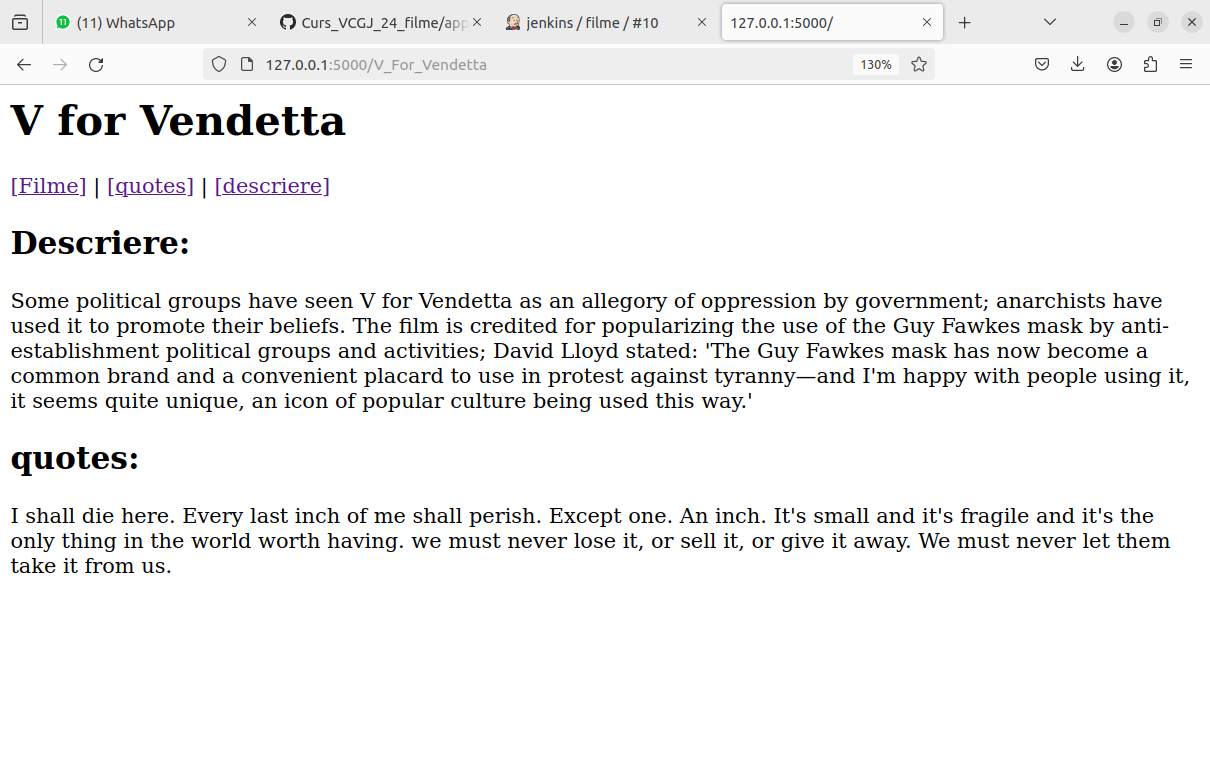 (11) WhatsApp
Curs_VCGJ_24_filme/app
jenkins / filme / #10
127.0.0.1:5000/
127.0.0.1:5000/V_For_Vendetta
130%
V for Vendetta
[Filme] | [quotes] | [descriere]
Descriere:
Some political groups have seen V for Vendetta as an allegory of oppression by government; anarchists have
used it to promote their beliefs. The film is credited for popularizing the use of the Guy Fawkes mask by anti-
establishment political groups and activities; David Lloyd stated: 'The Guy Fawkes mask has now become a
common brand and a convenient placard to use in protest against tyranny—and I'm happy with people using it,
it seems quite unique, an icon of popular culture being used this way.'
quotes:
I shall die here. Every last inch of me shall perish. Except one. An inch. It's small and it's fragile and it's the
only thing in the world worth having. we must never lose it, or sell it, or give it away. We must never let them
take it from us.